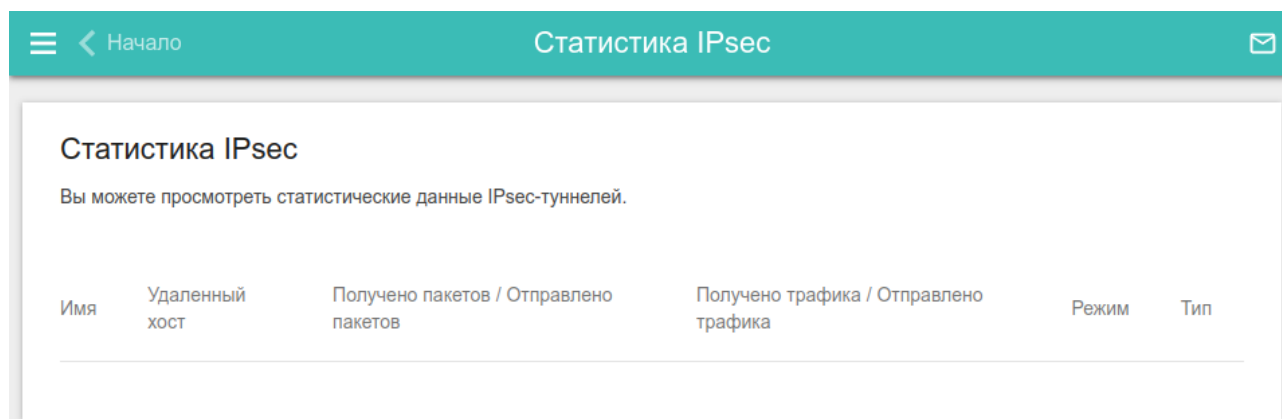 Начало
Статистика IPsec
Статистика IPsec
Вы можете просмотреть статистические данные IPsec-туннелей.
Имя
Удаленный
хост
Получено пакетов / Отправлено
пакетов
Получено трафика / Отправлено
трафика
Режим
Тип